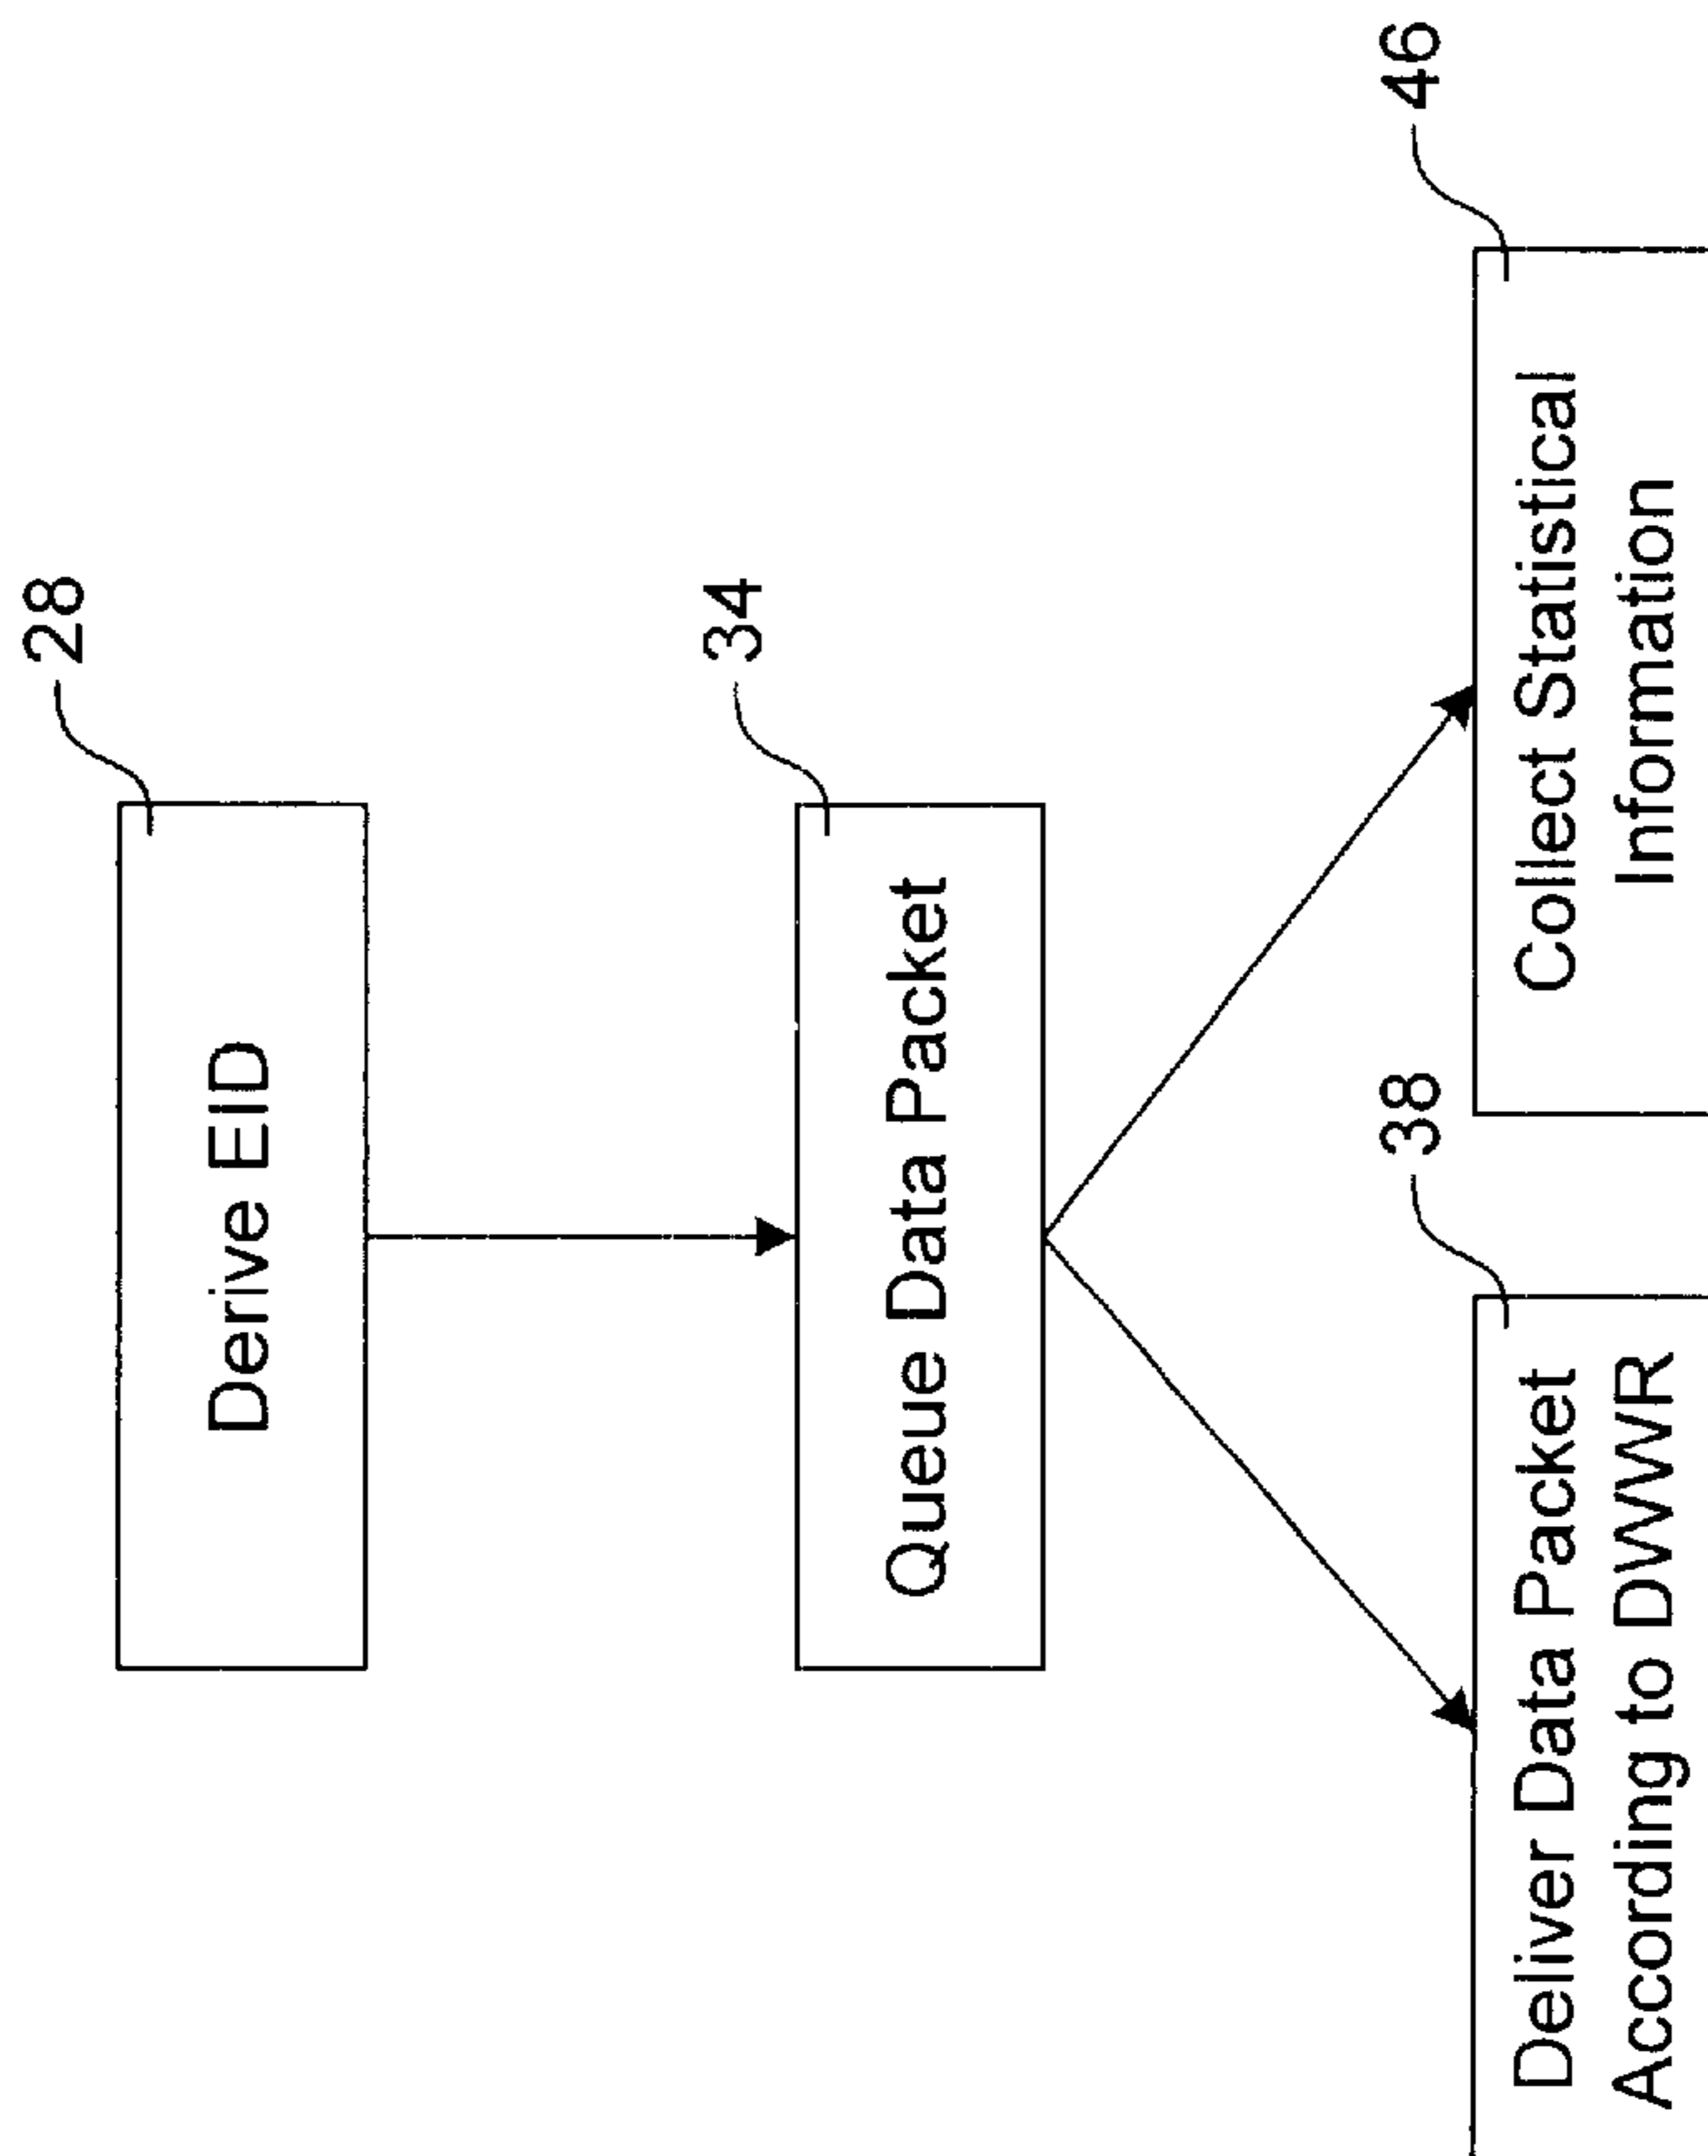 28
Derive EID
34
Queue Data Packet
38
Deliver Data Packet
According to DWWR
46
Collect Statistical
Information